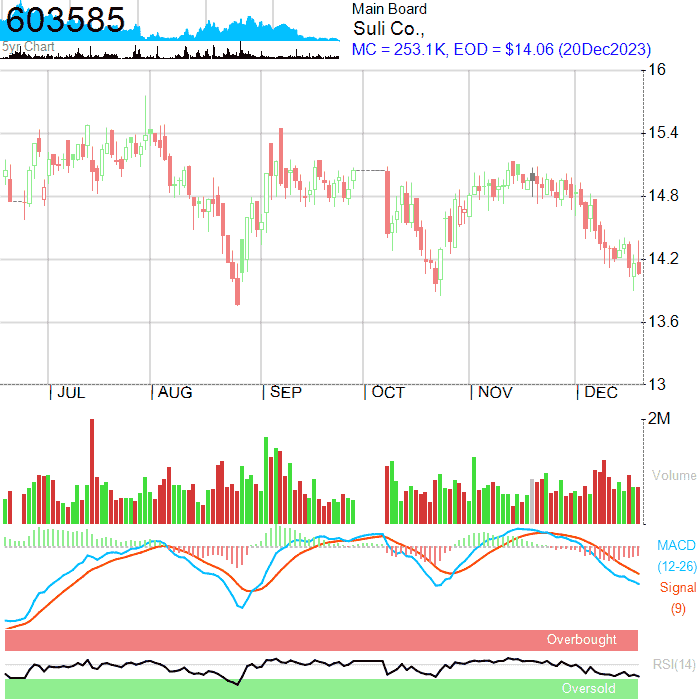 603585
5yr Chart
Main Board
Suli Co.,
MC = 253.1K, EOD = $14.06 (20Dec2023)
16
15.4
14.8
14.2
13.6
13
JUL
AUG
SEP
OCT
NOV
DEC
2M
Volume
MACD
(12-26)
Signal
(9)
Overbought
RSI(14)
Oversold